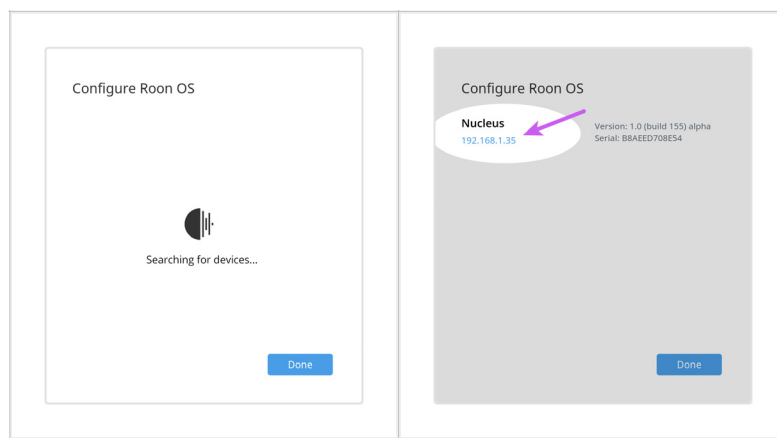 Configure Roon OS
Searching for devices...
Done
Configure Roon OS
Nucleus
192.168.1.35
Version: 1.0 (build 155) alpha
Serial: B8AEED708E54
Done